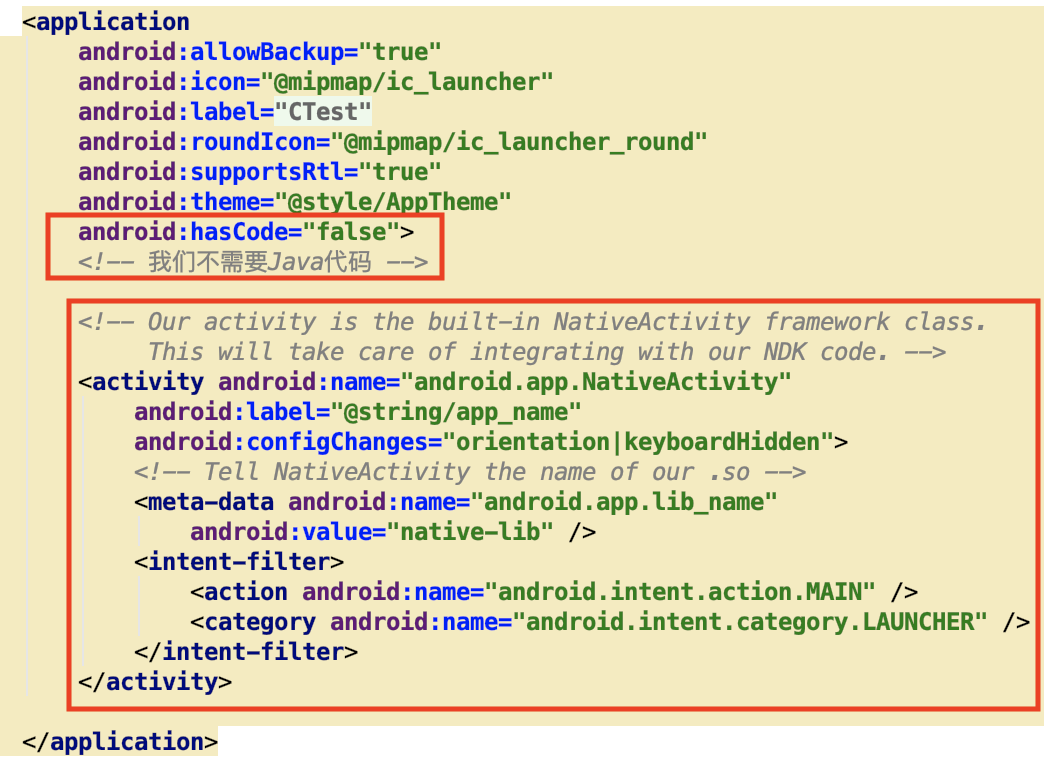 <application
android:allowBackup="true"
android:icon="@mipmap/ic_launcher"
android:label="CTest"
android:roundIcon="@mipmap/ic_launcher_round"
android:supportsRtl="true"
android:theme="@style/AppTheme"
android:hasCode="false">
<!-- 我们不需要Java代码 -->
<!-- Our activity is the built-in NativeActivity framework class.
This will take care of integrating with our NDK code. -->
<activity android:name="android.app.NativeActivity"
android:label="@string/app_name"
android:configChanges="orientation|keyboardHidden">
<!-- Tell NativeActivity the name of our .so -->
<meta-data android:name="android.app.lib_name"
android:value="native-lib" />
<intent-filter>
<action android:name="android.intent.action.MAIN" />
<category android:name="android.intent.category.LAUNCHER" />
</intent-filter>
</activity>
</application>